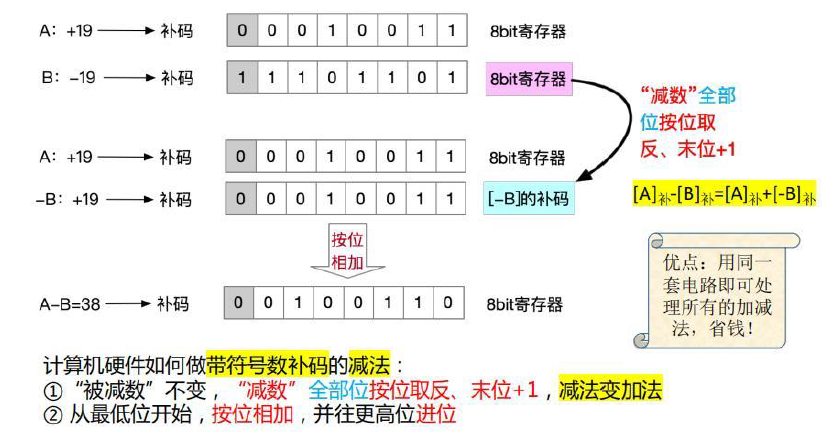 A：+19 补码 0 0 0 1 0 0 1 1 8bit寄存器
B：-19 补码 1 1 1 0 1 1 0 1 8bit寄存器
“减数”全部
位按位取
反、末位+1
A：+19 补码 0 0 0 1 0 0 1 1 8bit寄存器
-B：+19 补码 0 0 0 1 0 0 1 1 [-B]的补码
[A]补-[B]补=[A]补+[-B]补
按位
相加
优点：用同一
套电路即可处
理所有的加减
法，省钱！
A-B=38 补码 0 0 1 0 0 1 1 0 8bit寄存器
计算机硬件如何做带符号数补码的减法：
①“被减数”不变，“减数”全部位按位取反、末位+1，减法变加法
② 从最低位开始，按位相加，并往更高位进位